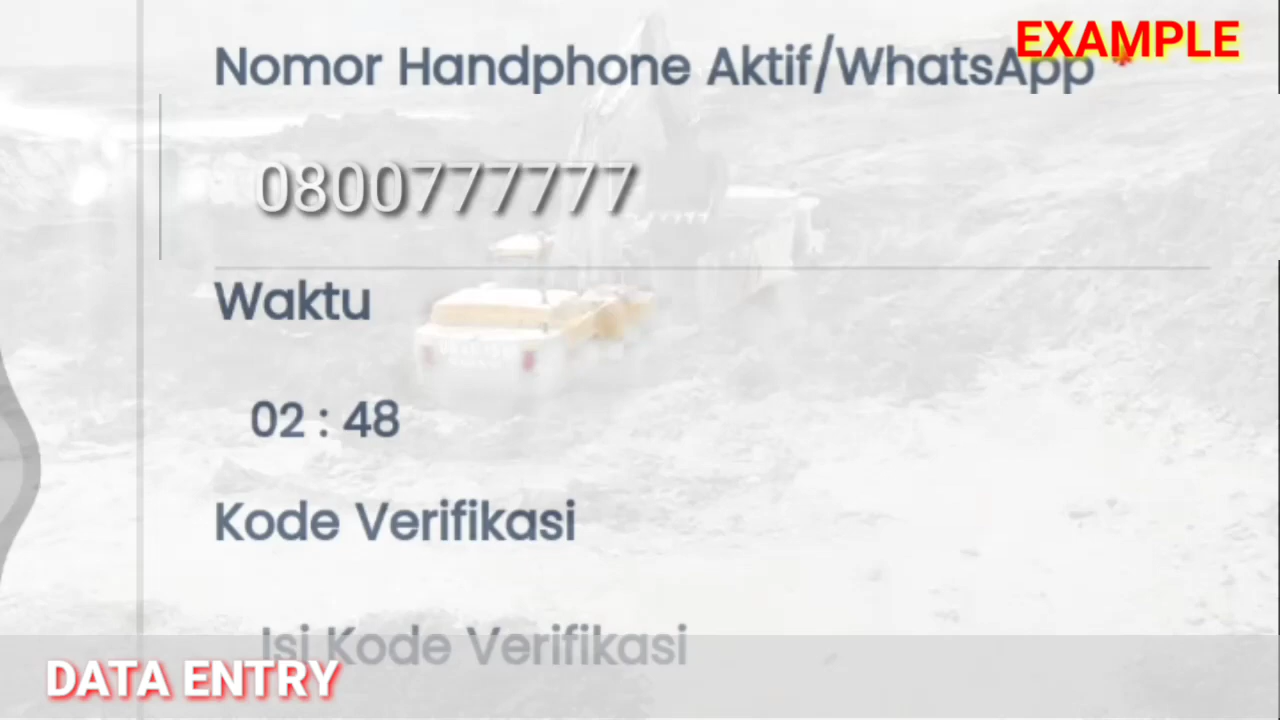 EXAMPLE
Nomor Handphone Aktif/WhatsApp *
0800777777
Waktu
02 : 48
Kode Verifikasi
Isi Kode Verifikasi
DATA ENTRY